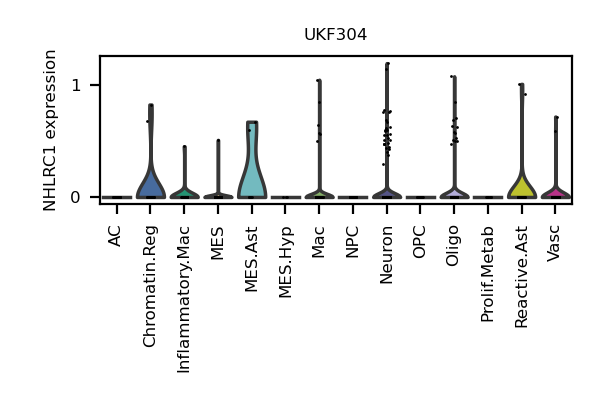 UKF304
NHLRC1 expression
1
0
AC
Chromatin.Reg
Inflammatory.Mac
MES
MES.Ast
MES.Hyp
Mac
NPC
Neuron
OPC
Oligo
Prolif.Metab
Reactive.Ast
Vasc